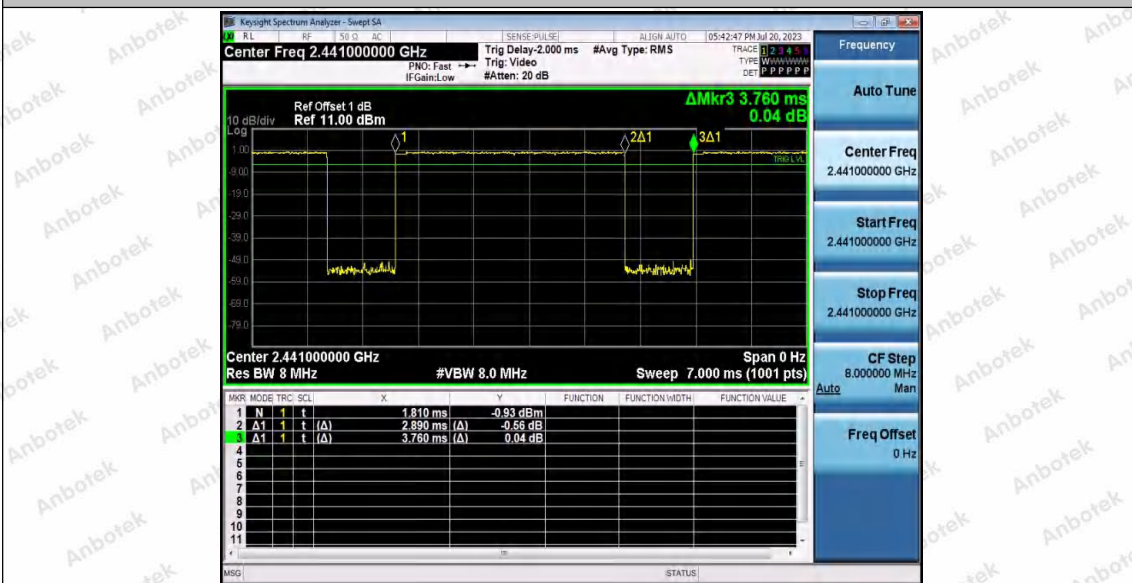 Keysight Spectrum Analyzer - Swept SA
RL RF 50 Ω AC SENSE:PULSE ALIGN AUTO 05:42:47 PM Jul 20, 2023
Center Freq 2.441000000 GHz
PNO: Fast
IFGain:Low
Trig Delay-2.000 ms
Trig: Video
#Atten: 20 dB
#Avg Type: RMS
TRACE 1 2 3 4 5 6
TYPE WWWWWW
DET P P P P P P
Ref Offset 1 dB
Ref 11.00 dBm
ΔMkr3 3.760 ms
0.04 dB
10 dB/div
Log
1 2Δ1 3Δ1
1.00
TRIG LVL
-9.00
-19.0
-29.0
-39.0
-49.0
-59.0
-69.0
-79.0
Center 2.441000000 GHz Span 0 Hz
Res BW 8 MHz #VBW 8.0 MHz Sweep 7.000 ms (1001 pts)
MKR MODE TRC SCL X Y FUNCTION FUNCTION WIDTH FUNCTION VALUE
1 N 1 t 1.810 ms -0.93 dBm
2 Δ1 1 t (Δ) 2.890 ms (Δ) -0.56 dB
3 Δ1 1 t (Δ) 3.760 ms (Δ) 0.04 dB
4
5
6
7
8
9
10
11
MSG STATUS
Frequency
Auto Tune
Center Freq
2.441000000 GHz
Start Freq
2.441000000 GHz
Stop Freq
2.441000000 GHz
CF Step
8.000000 MHz
Auto Man
Freq Offset
0 Hz
Anbotek